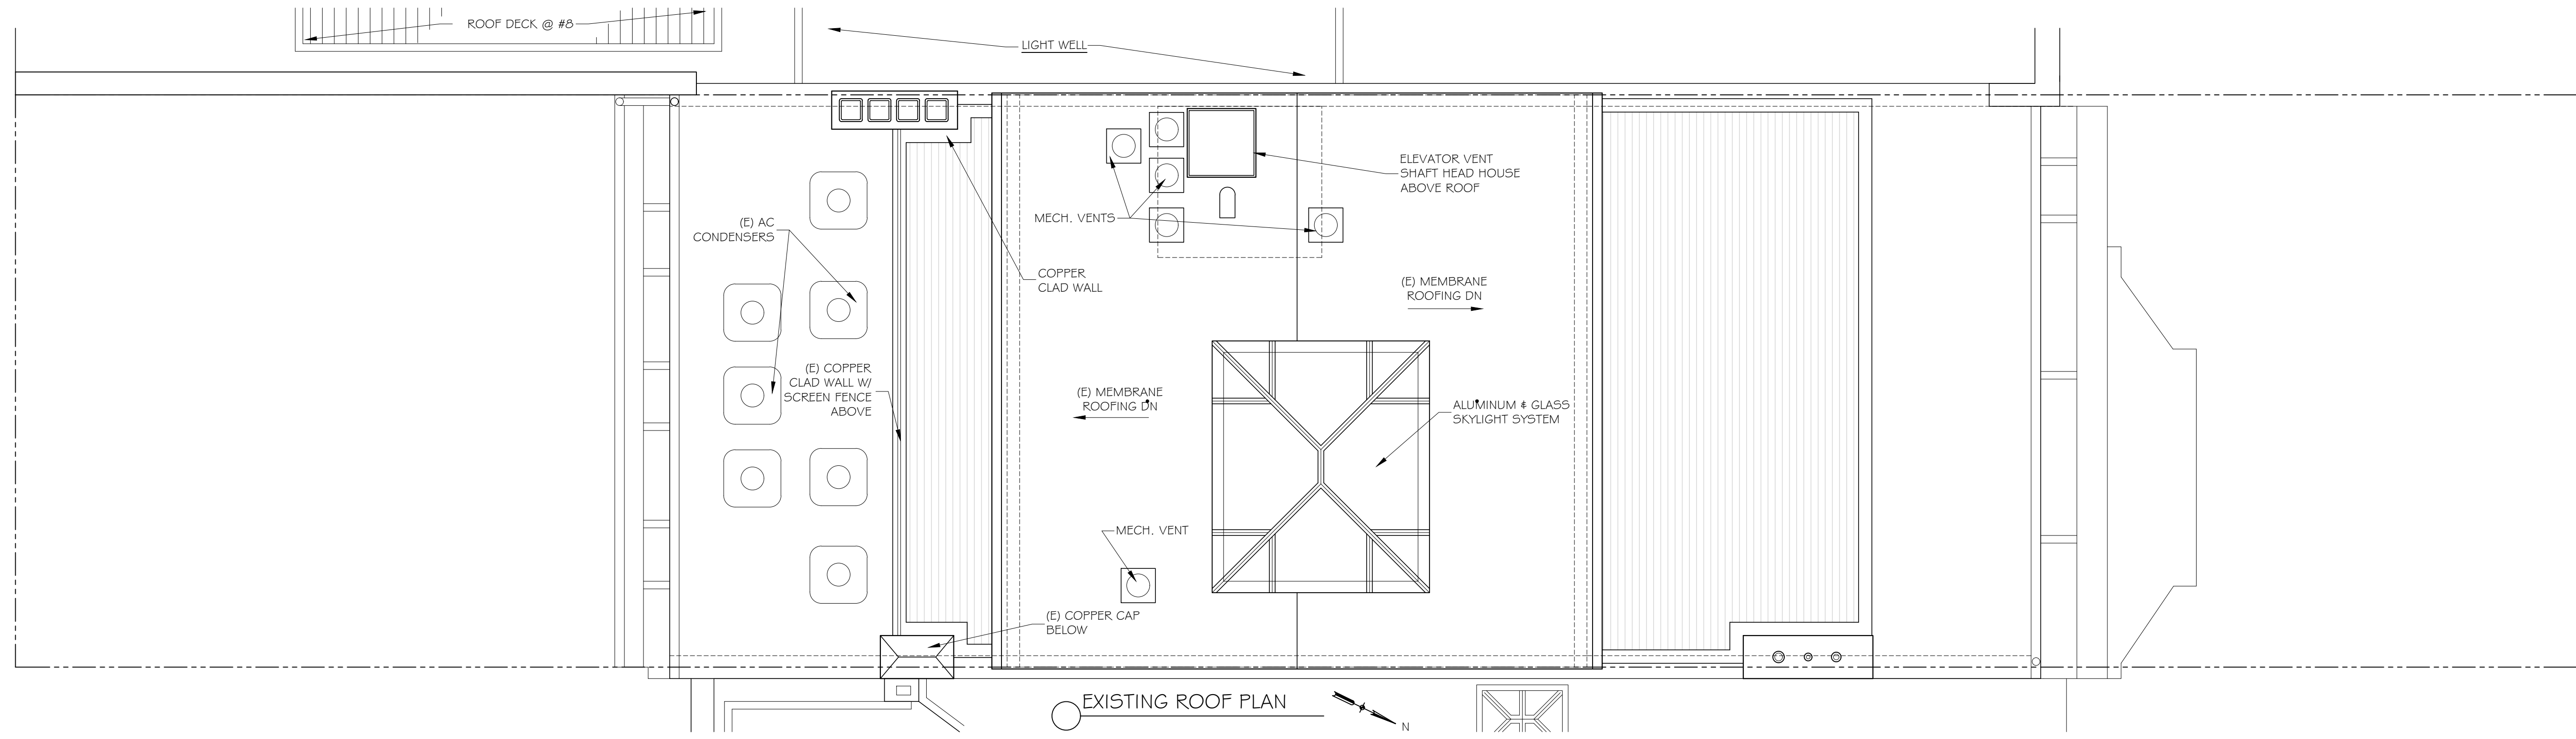 ROOF DECK @ #8
LIGHT WELL
ELEVATOR VENT
SHAFT HEAD HOUSE
ABOVE ROOF
MECH. VENTS
(E) AC
CONDENSERS
COPPER
CLAD WALL
(E) MEMBRANE
ROOFING DN
(E) COPPER
CLAD WALL W/
SCREEN FENCE
ABOVE
(E) MEMBRANE
ROOFING DN
ALUMINUM & GLASS
SKYLIGHT SYSTEM
MECH. VENT
(E) COPPER CAP
BELOW
EXISTING ROOF PLAN
N